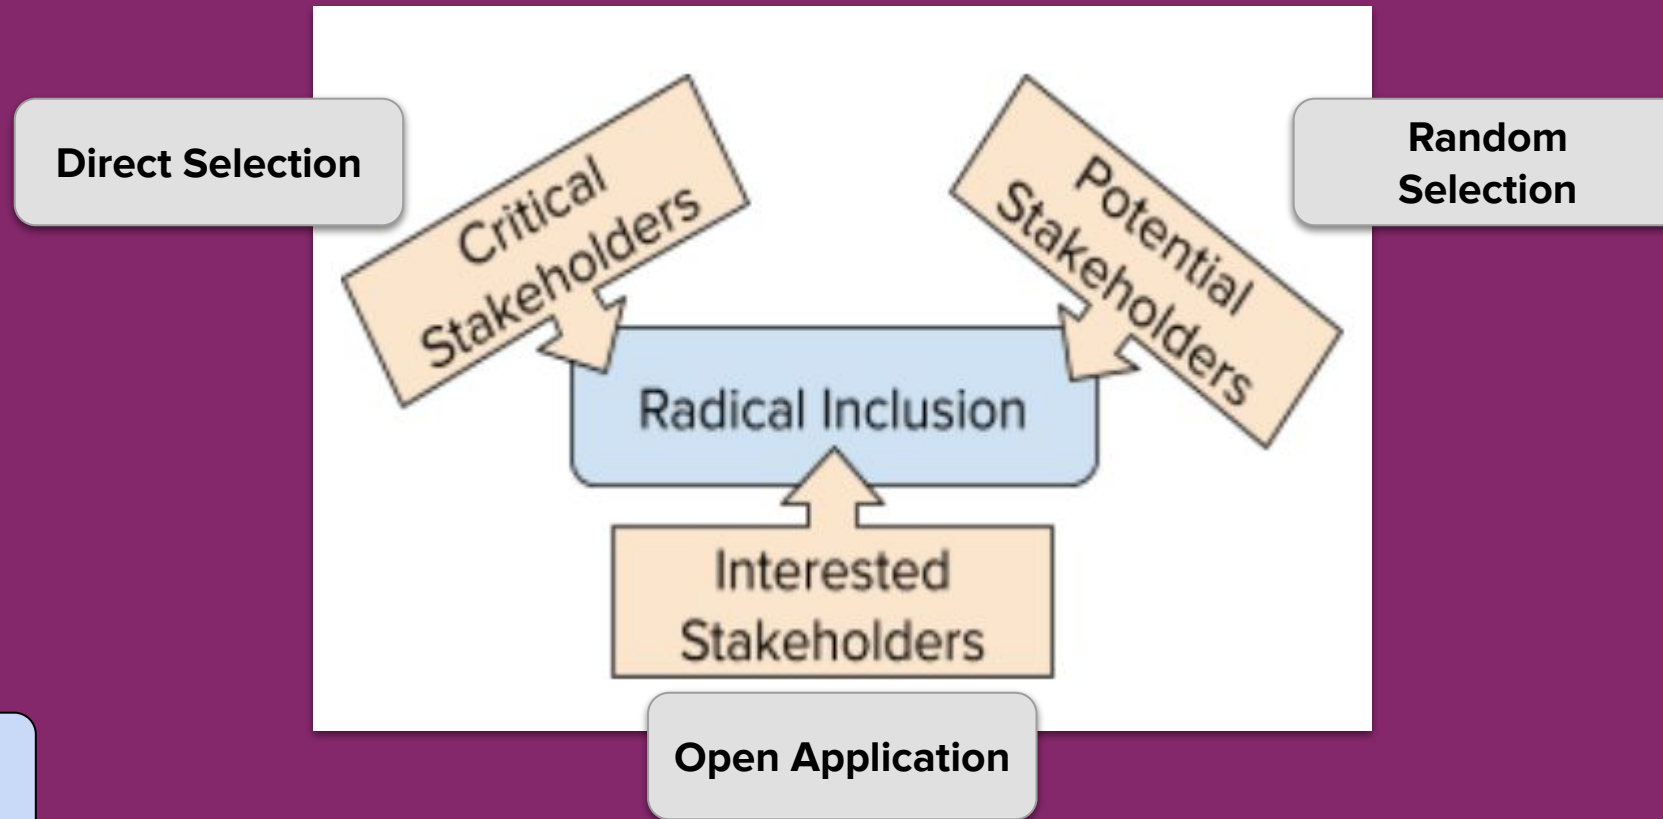 Direct Selection
Critical
Stakeholders
Potential
Stakeholders
Random
Selection
Radical Inclusion
Interested
Stakeholders
Open Application